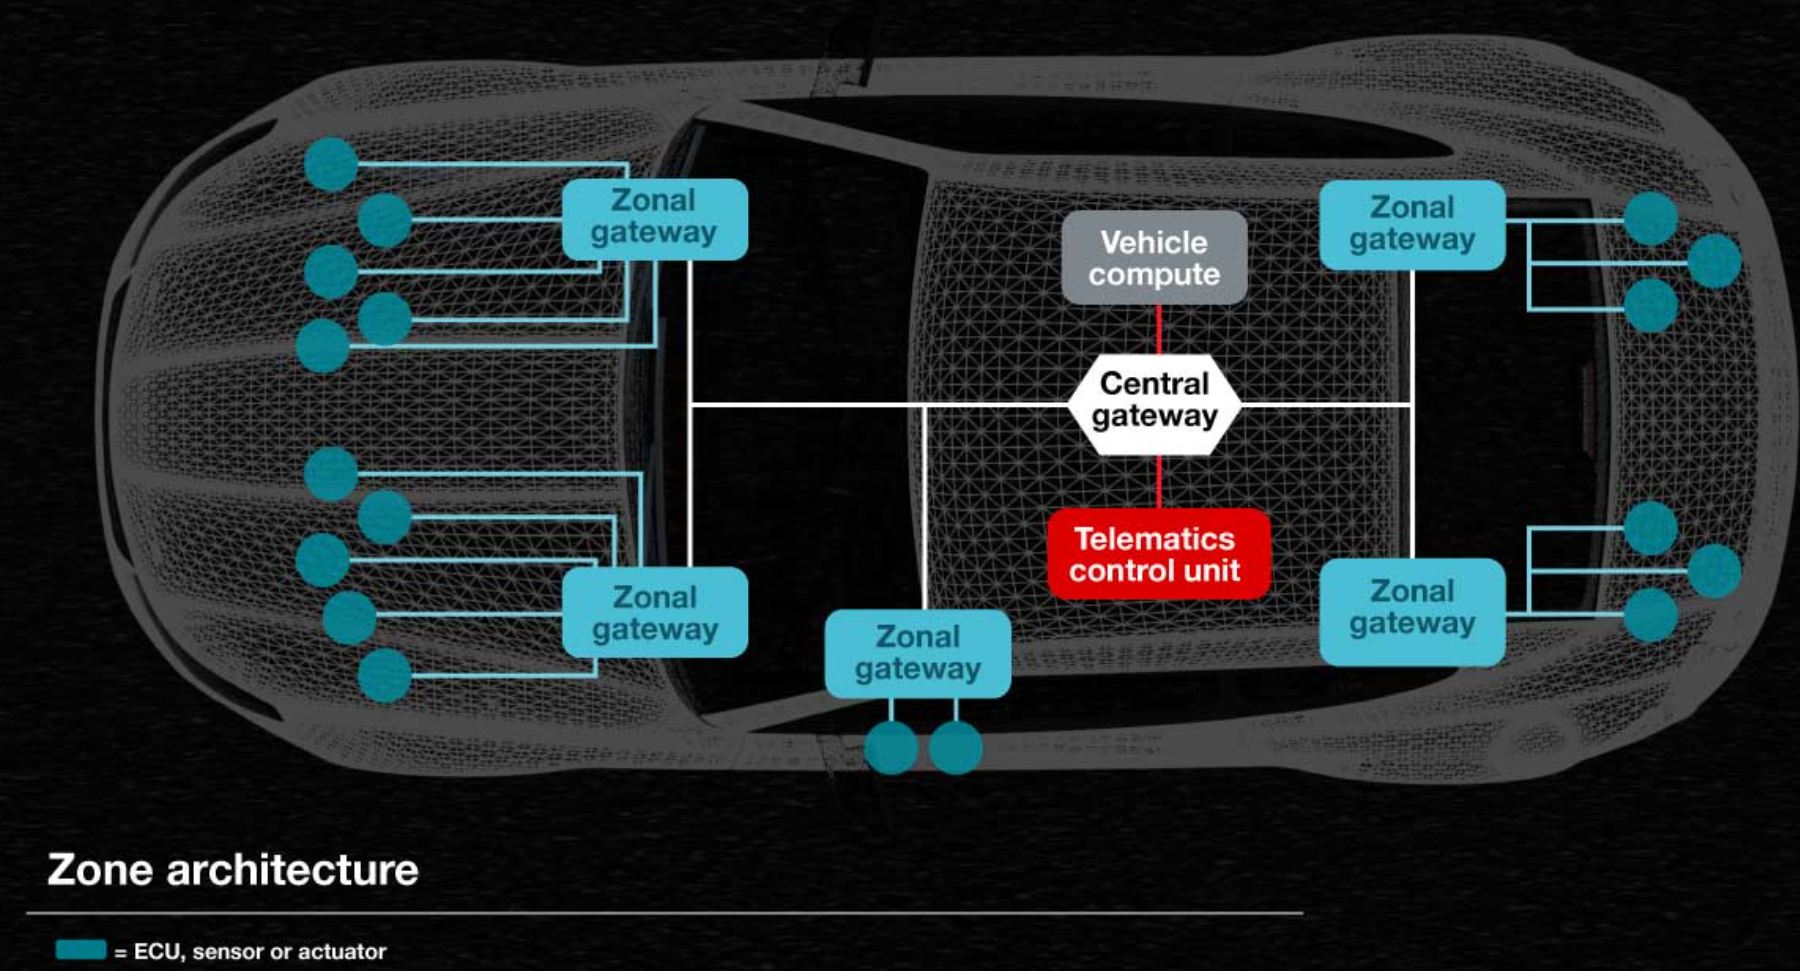 Zonal
gateway
Zonal
gateway
Vehicle
compute
Central
gateway
Telematics
control unit
Zonal
gateway
Zonal
gateway
Zonal
gateway
Zone architecture
= ECU, sensor or actuator